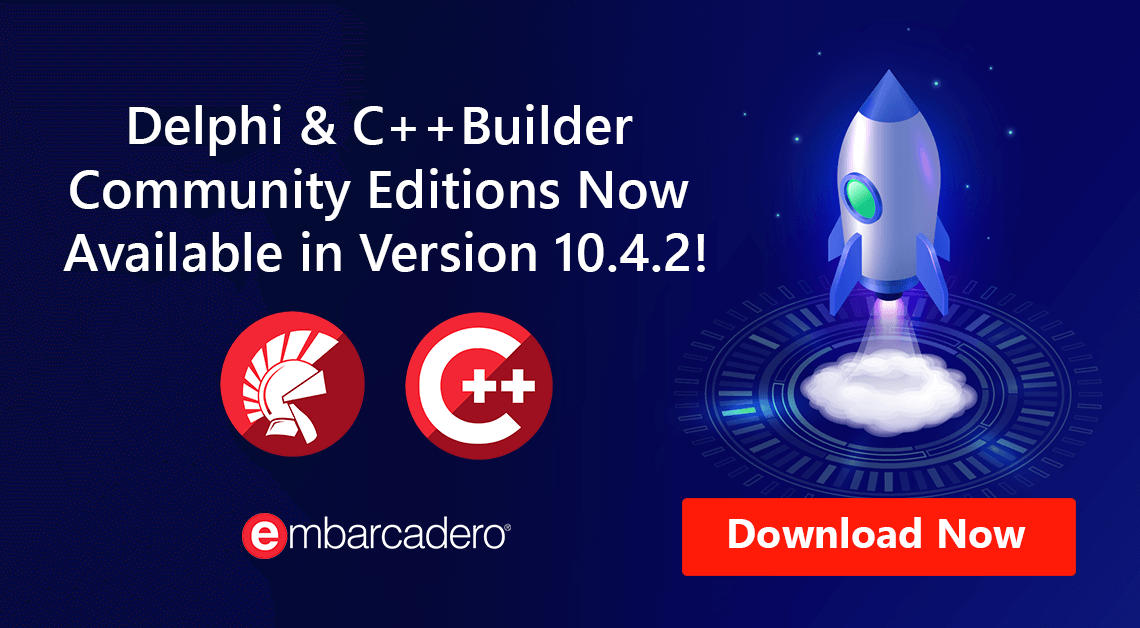 Delphi & C++Builder
Community Editions Now
Available in Version 10.4.2!
C++
embarcadero®
Download Now